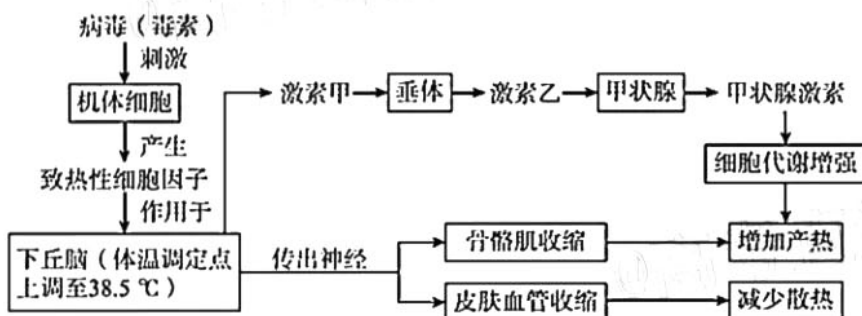 病毒（毒素）
刺激
机体细胞
产生
致热性细胞因子
作用于
下丘脑（体温调定点
上调至38.5 ℃）
激素甲
垂体
激素乙
甲状腺
甲状腺激素
细胞代谢增强
传出神经
骨骼肌收缩
增加产热
皮肤血管收缩
减少散热